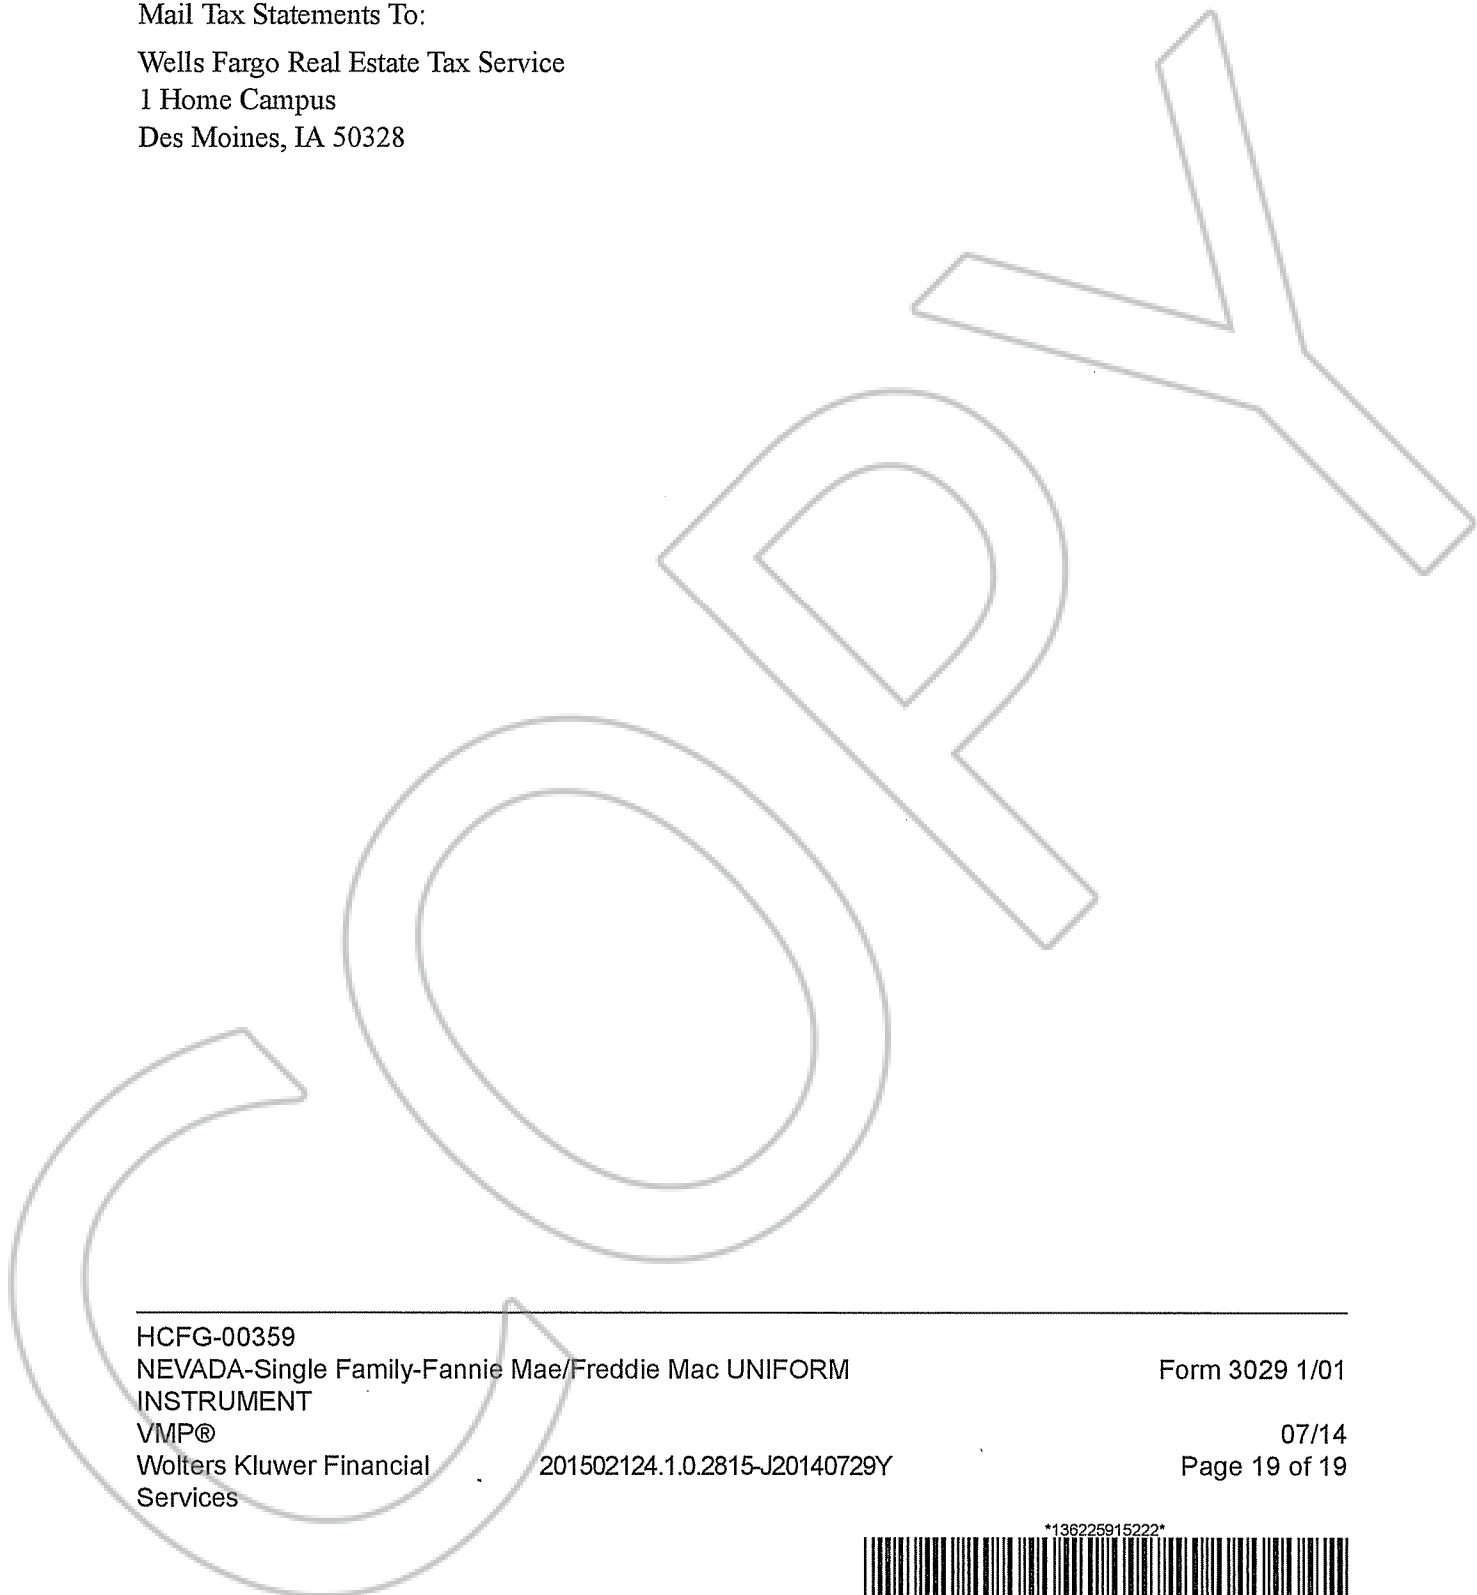 Mail Tax Statements To:
Wells Fargo Real Estate Tax Service
1 Home Campus
Des Moines, IA 50328
COPY
HCFG-00359
NEVADA-Single Family-Fannie Mae/Freddie Mac UNIFORM Form 3029 1/01
INSTRUMENT
VMP® 07/14
Wolters Kluwer Financial 201502124.1.0.2815-J20140729Y Page 19 of 19
Services
*136225915222*